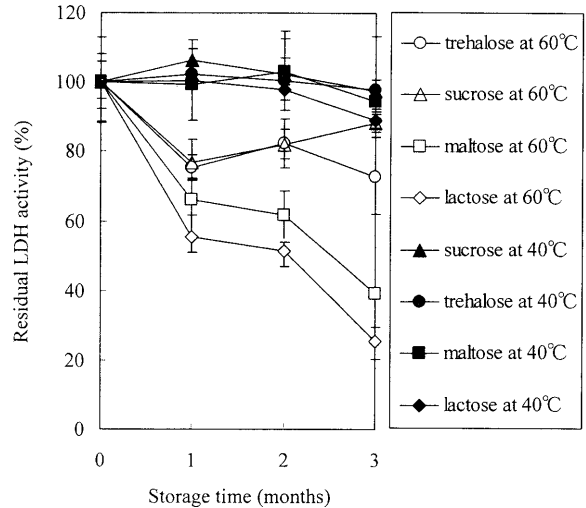 Residual LDH activity (%)
120
100
80
60
40
20
0
0 1 2 3
Storage time (months)
trehalose at 60℃
sucrose at 60℃
maltose at 60℃
lactose at 60℃
sucrose at 40℃
trehalose at 40℃
maltose at 40℃
lactose at 40℃